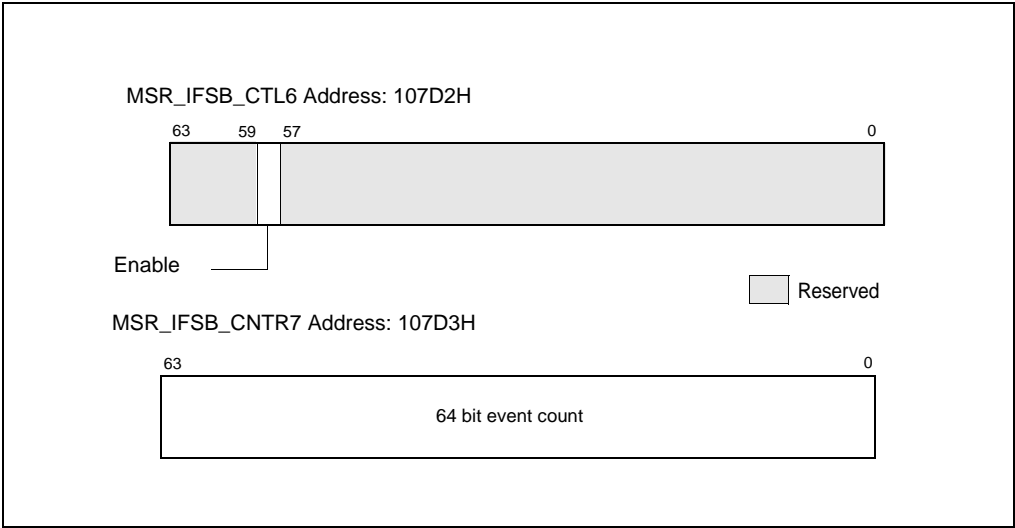 MSR_IFSB_CTL6 Address: 107D2H
63 59 57 0
Enable
Reserved
MSR_IFSB_CNTR7 Address: 107D3H
63 0
64 bit event count